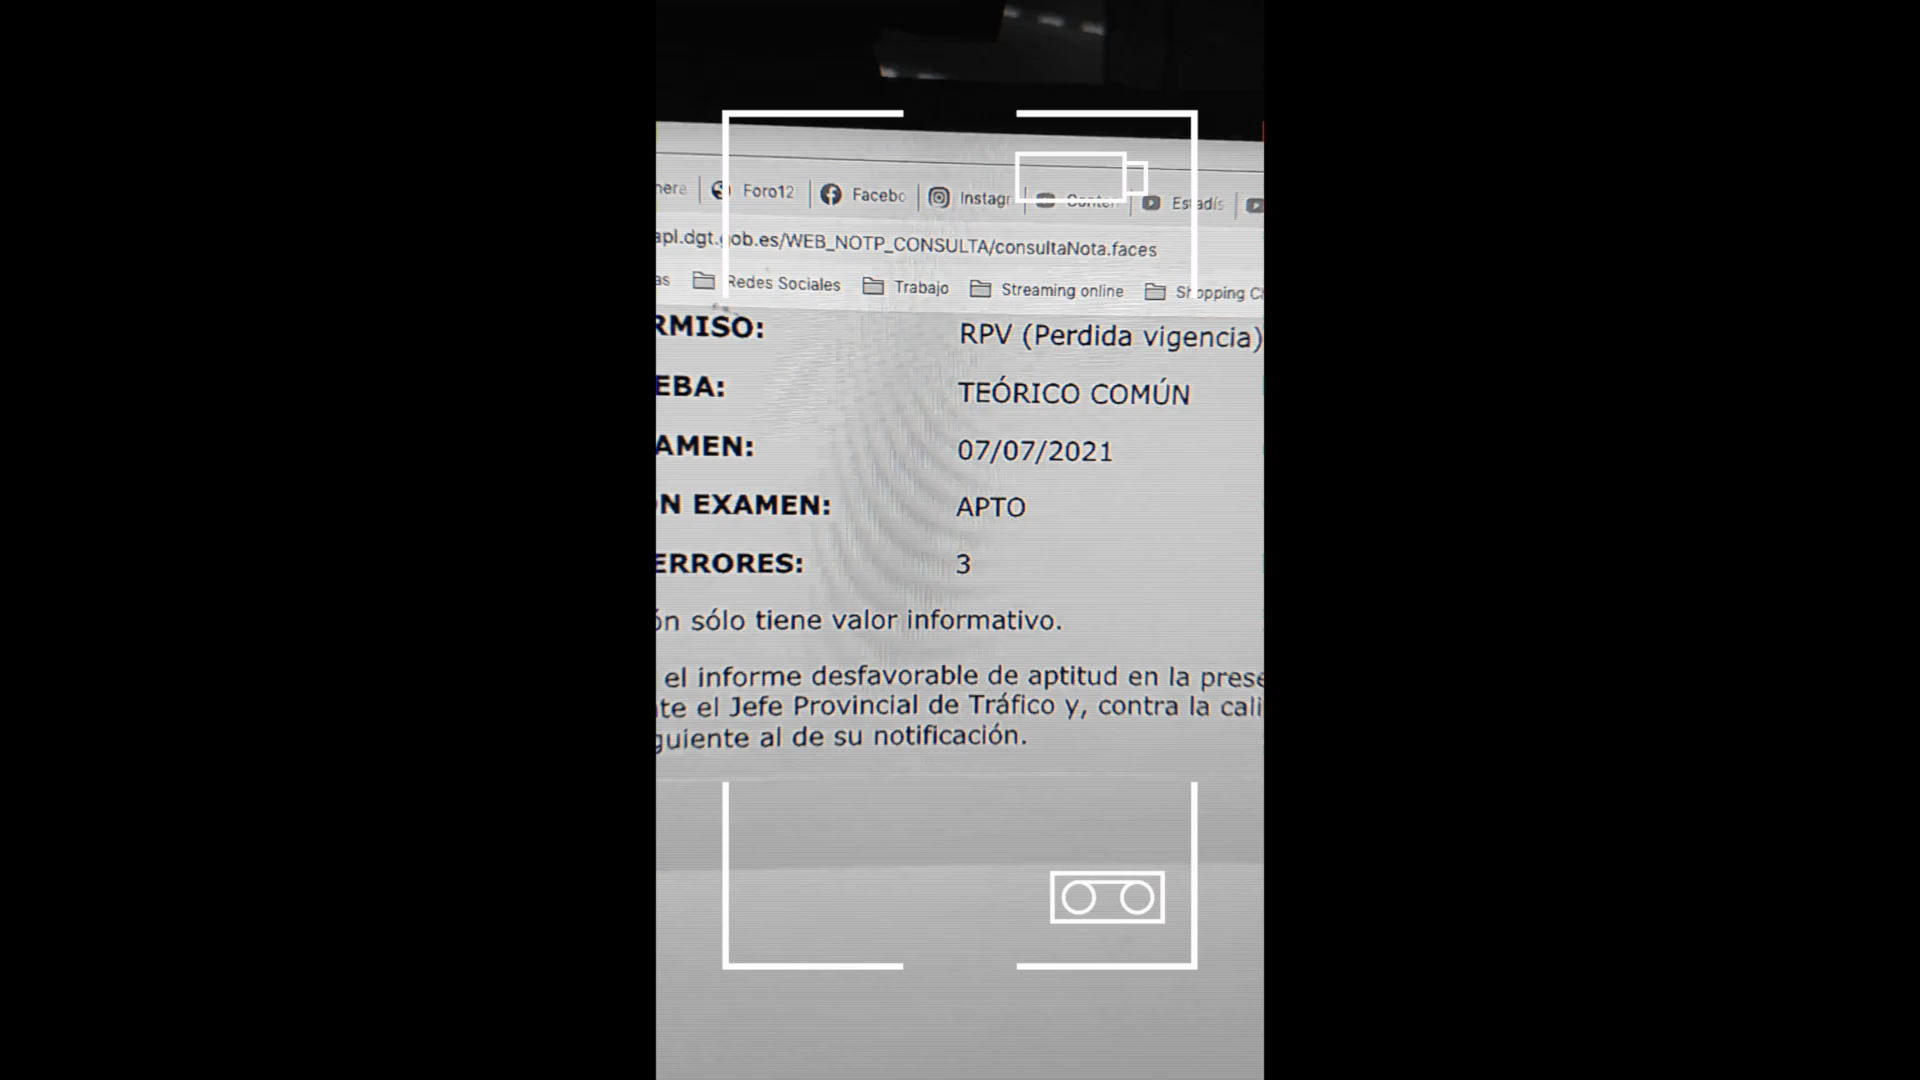 Foro12 Facebo Instagr Estadís
apl.dgt.gob.es/WEB_NOTP_CONSULTA/consultaNota.faces
as Redes Sociales Trabajo Streaming online Shopping
RMISO: RPV (Perdida vigencia)
EBA: TEÓRICO COMÚN
AMEN: 07/07/2021
N EXAMEN: APTO
ERRORES: 3
ón sólo tiene valor informativo.
el informe desfavorable de aptitud en la prese
te el Jefe Provincial de Tráfico y, contra la cali
guiente al de su notificación.